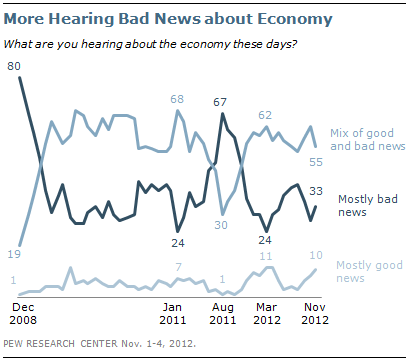 More Hearing Bad News about Economy
What are you hearing about the economy these days?
80
68
67
62
Mix of good
and bad news
55
33
Mostly bad
news
30
24
24
19
Mostly good
news
11
10
7
1
1
Dec
2008
Jan
2011
Aug
2011
Mar
2012
Nov
2012
PEW RESEARCH CENTER Nov. 1-4, 2012.